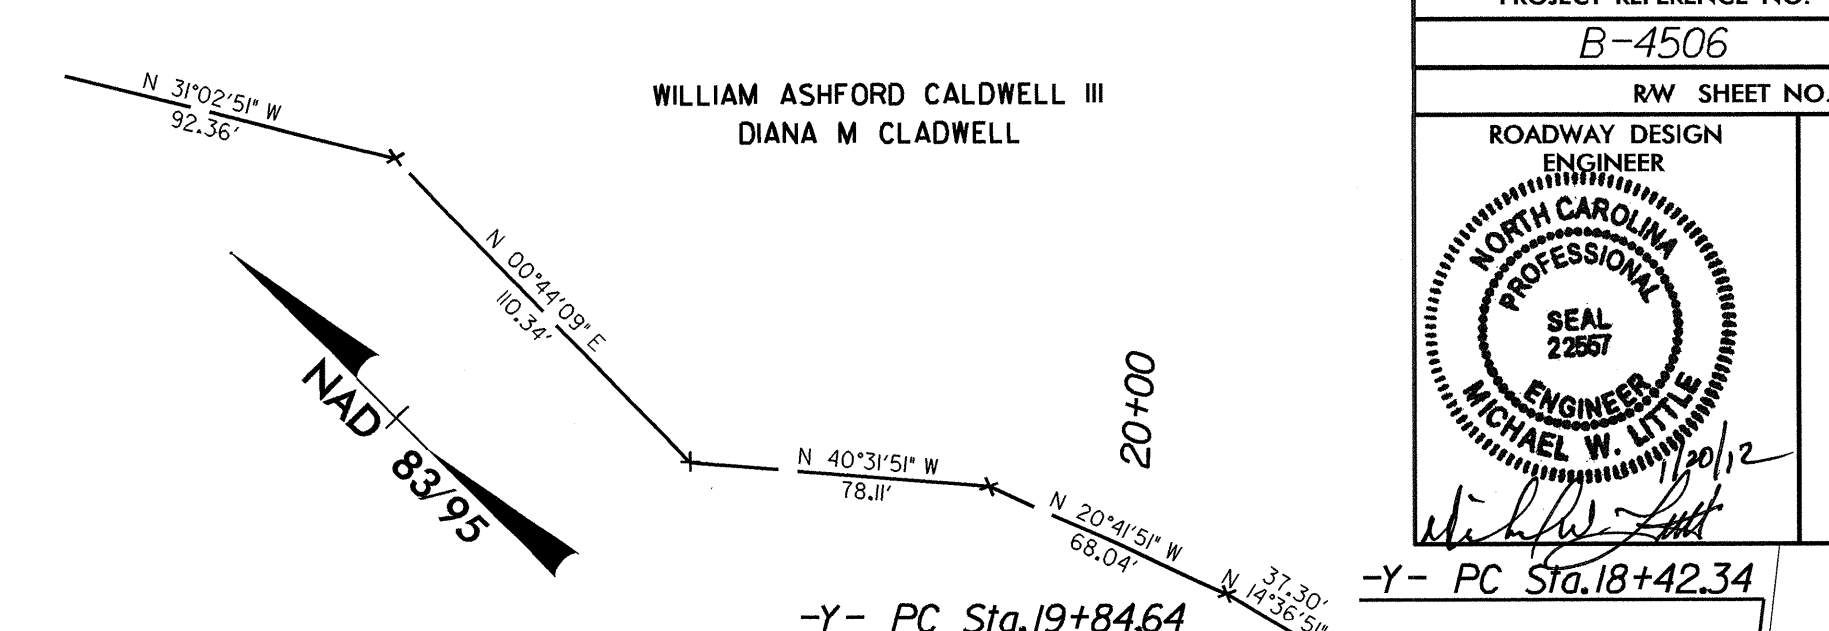 PROJECT REFERENCE NO.
B-4506
R/W SHEET NO.
ROADWAY DESIGN
ENGINEER
NORTH CAROLINA
PROFESSIONAL
SEAL
22557
ENGINEER
MICHAEL W. LITTLE
1/20/12
WILLIAM ASHFORD CALDWELL III
DIANA M CLADWELL
N 31°02'51" W
92.36'
N 00°44'09" E
110.34'
NAD 83/95
20+00
N 40°31'51" W
78.11'
N 20°41'51" W
68.04'
37.30'
N 14°36'51"
-Y- PC Sta.18+42.34
-Y- PC Sta.19+84.64